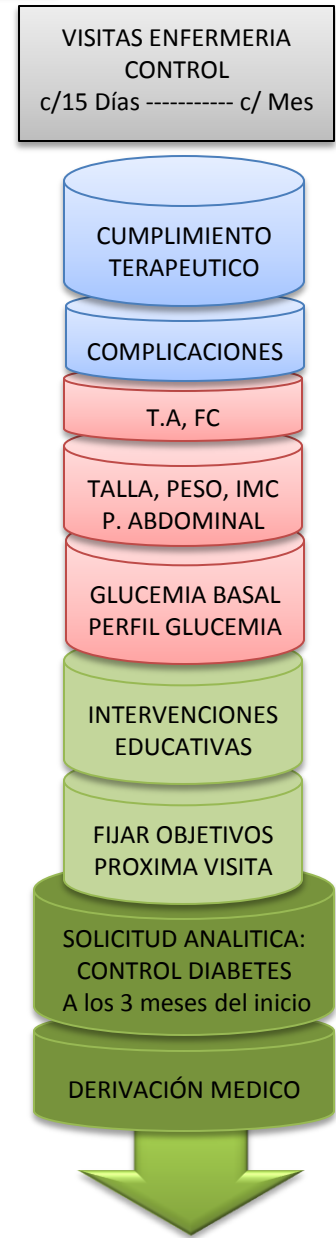 VISITAS ENFERMERIA
CONTROL
c/15 Días ----------- c/ Mes
CUMPLIMIENTO
TERAPEUTICO
COMPLICACIONES
T.A, FC
TALLA, PESO, IMC
P. ABDOMINAL
GLUCEMIA BASAL
PERFIL GLUCEMIA
INTERVENCIONES
EDUCATIVAS
FIJAR OBJETIVOS
PROXIMA VISITA
SOLICITUD ANALITICA:
CONTROL DIABETES
A los 3 meses del inicio
DERIVACIÓN MEDICO